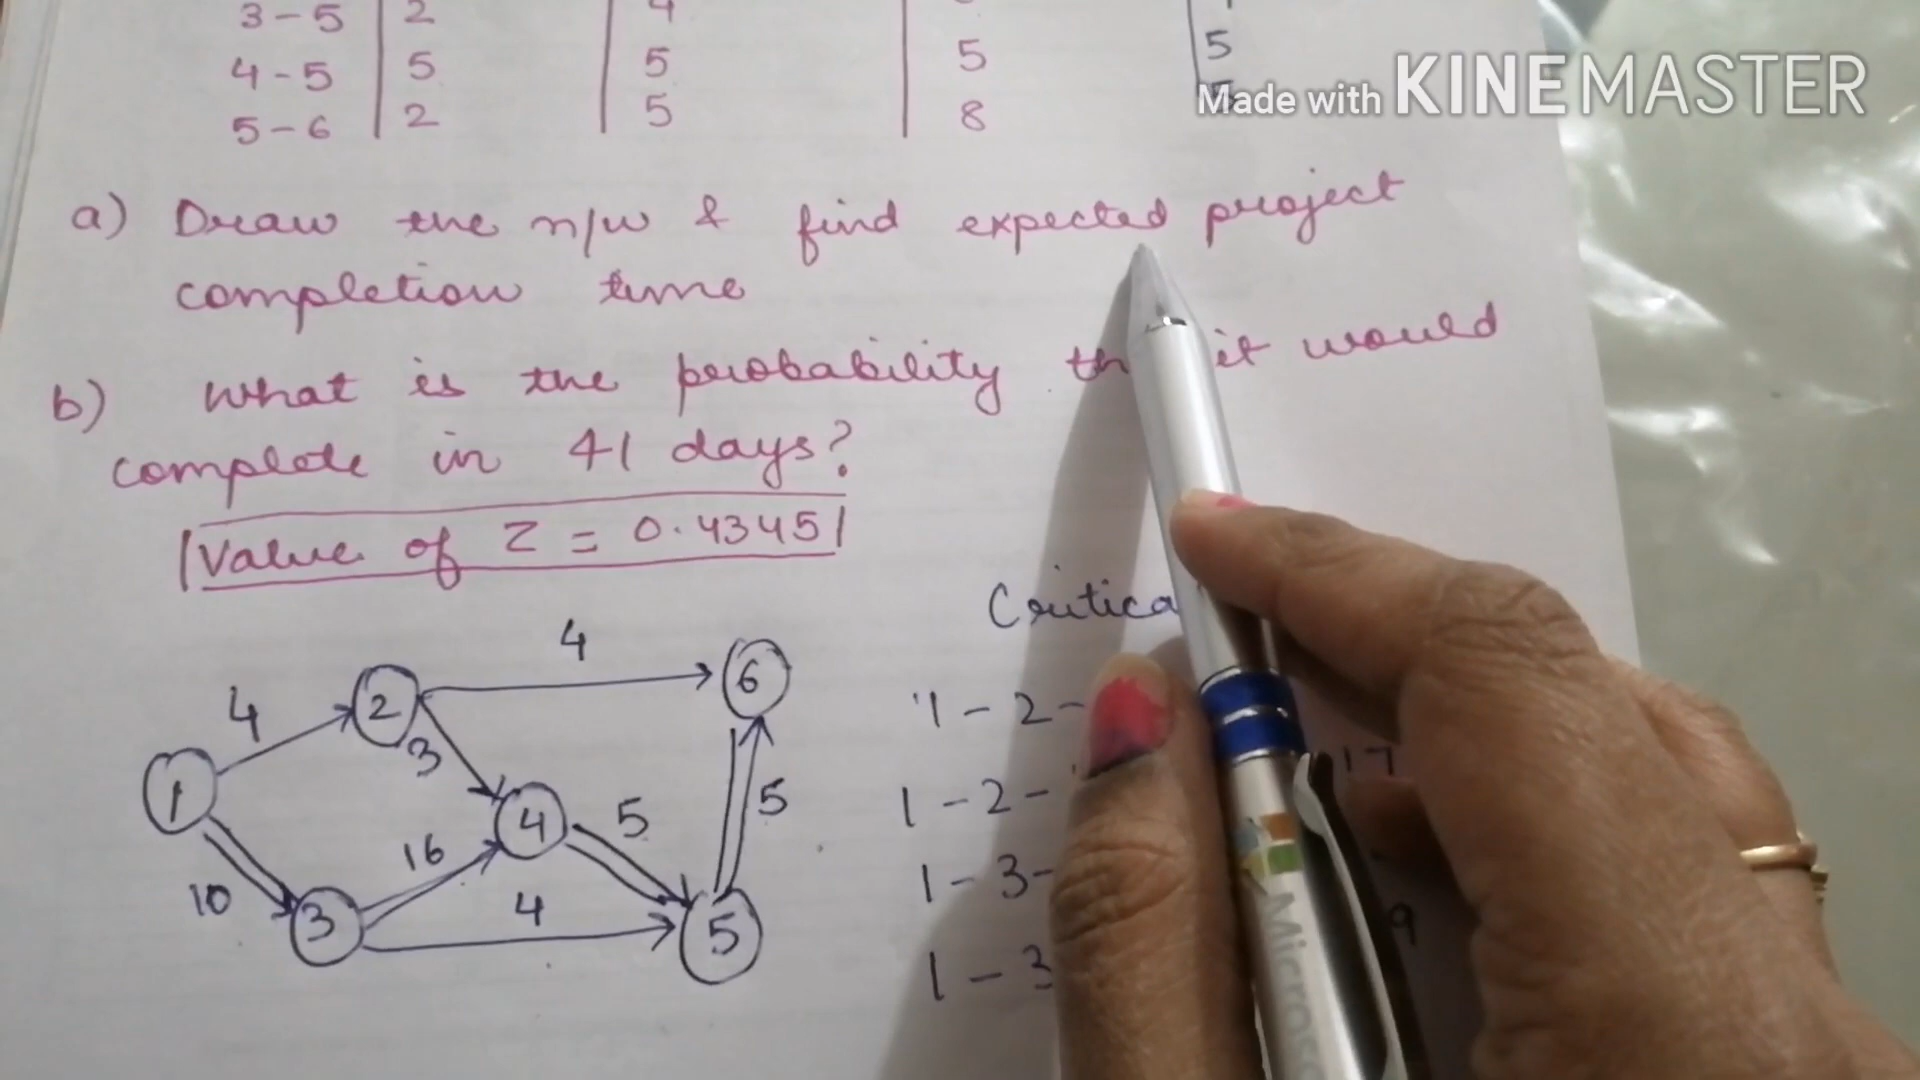 3-5 2 4
4-5 5 5 5 5
5-6 2 5 8
Made with KINEMASTER
a) Draw the n/w & find expected project
completion time
b) What is the probability it would
complete in 41 days?
Value of Z = 0.4345
Critica
4
4 2 6
1-2-
3
1 17
1-2-
4 5 5
16
1-3-
10
3 4 5 9
1-3
Microso